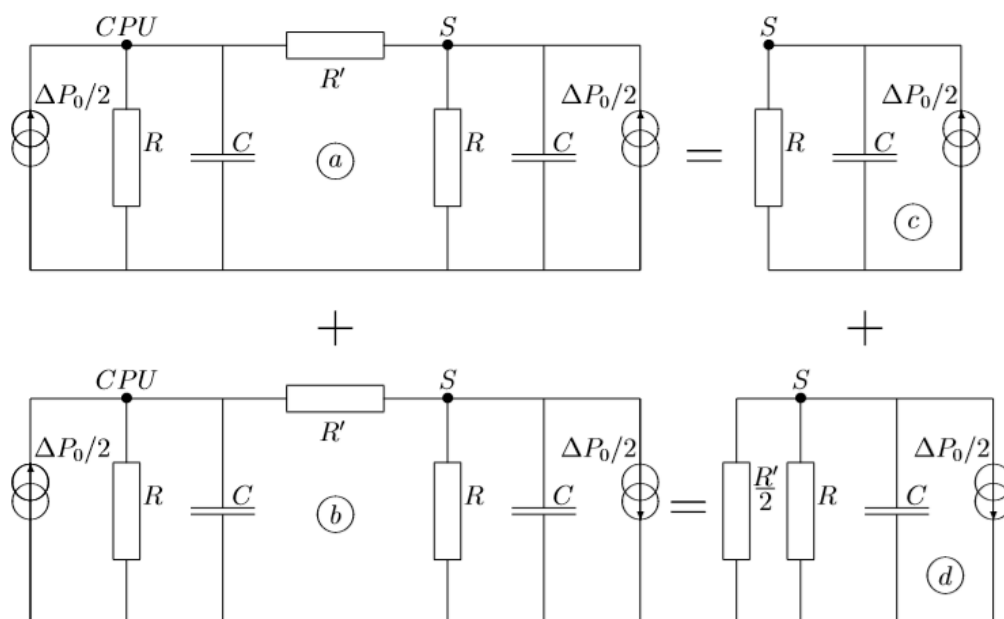 CPU S S
R′
ΔP₀/2 ΔP₀/2 ΔP₀/2
R C R C R C
a
=
c
+ +
CPU S S
R′
ΔP₀/2 ΔP₀/2 ΔP₀/2
R C R C R′/2 R C
=
b
d